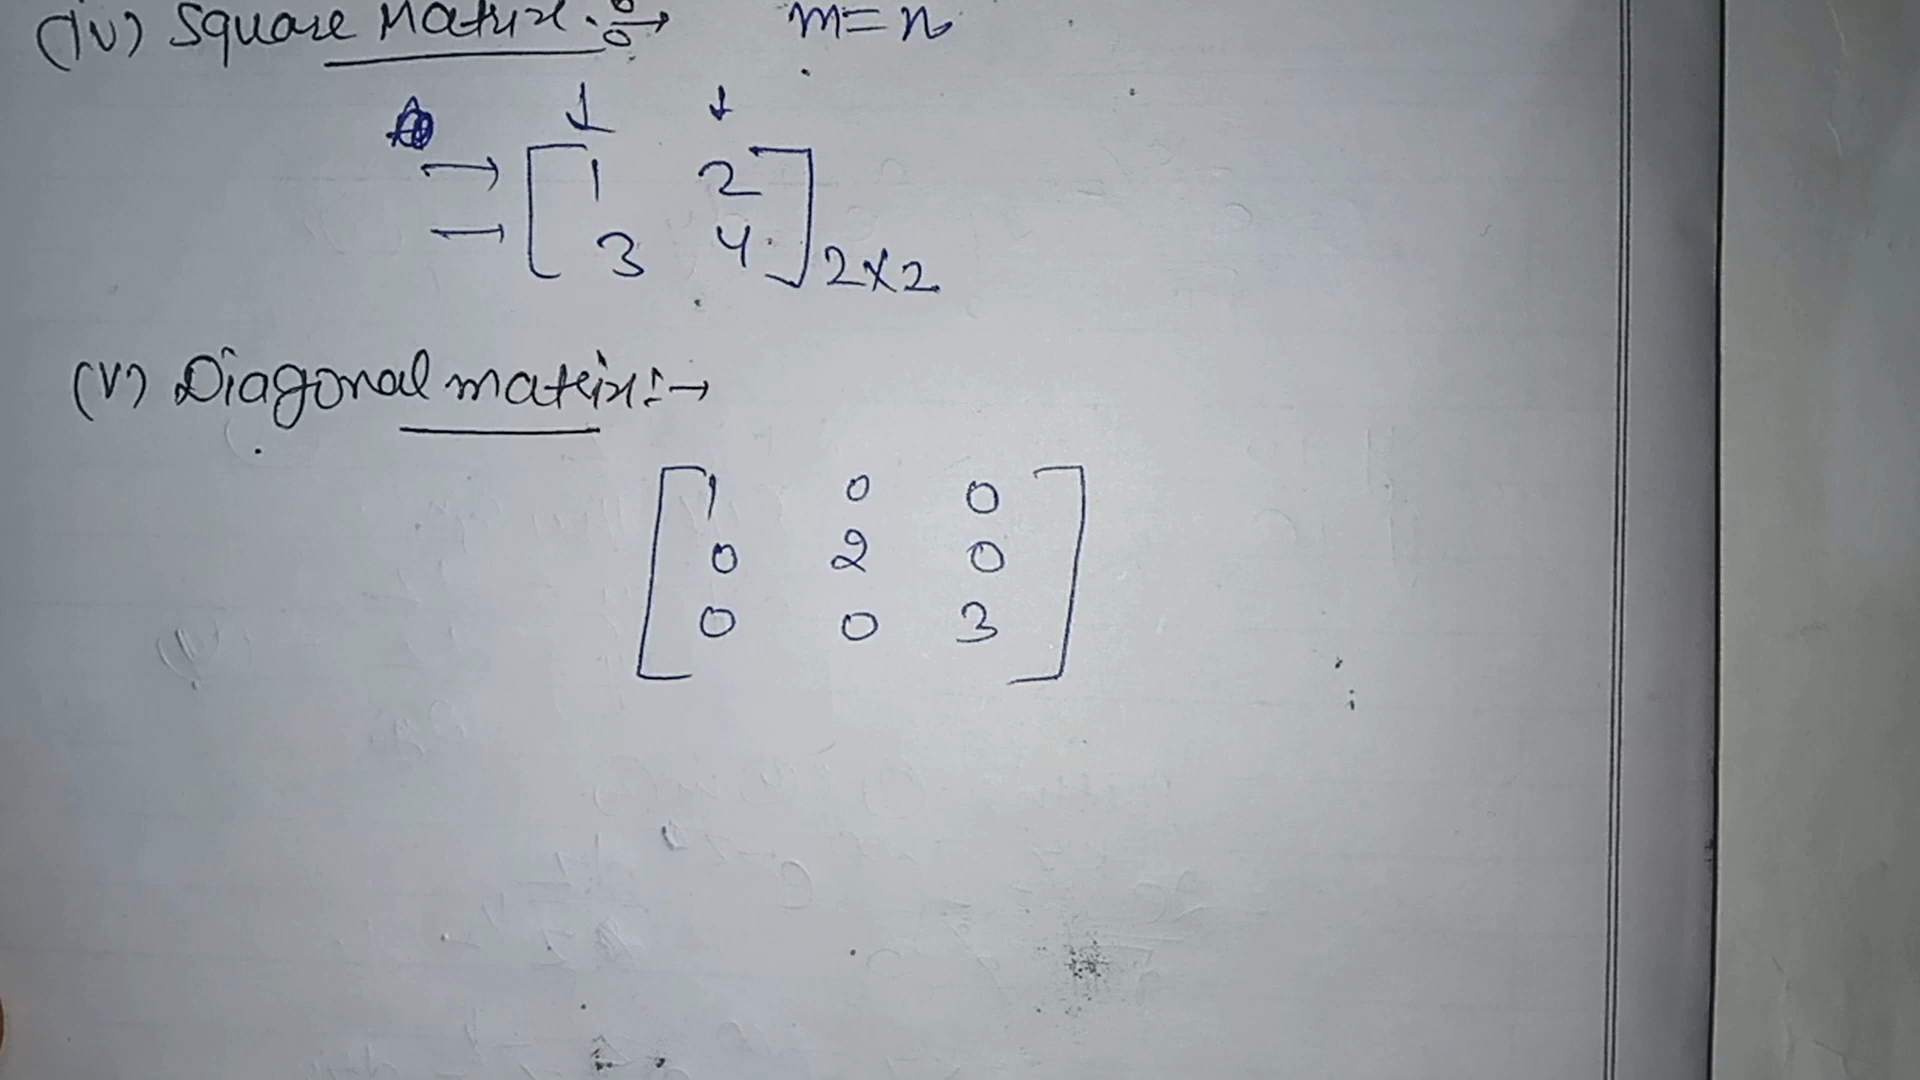 (iv) Square Matrix :→ m=n
↓ ↓
→ [ 1 2
→ 3 4 ] 2×2
(v) Diagonal matrix :→
[ 1 0 0
0 2 0
0 0 3 ]